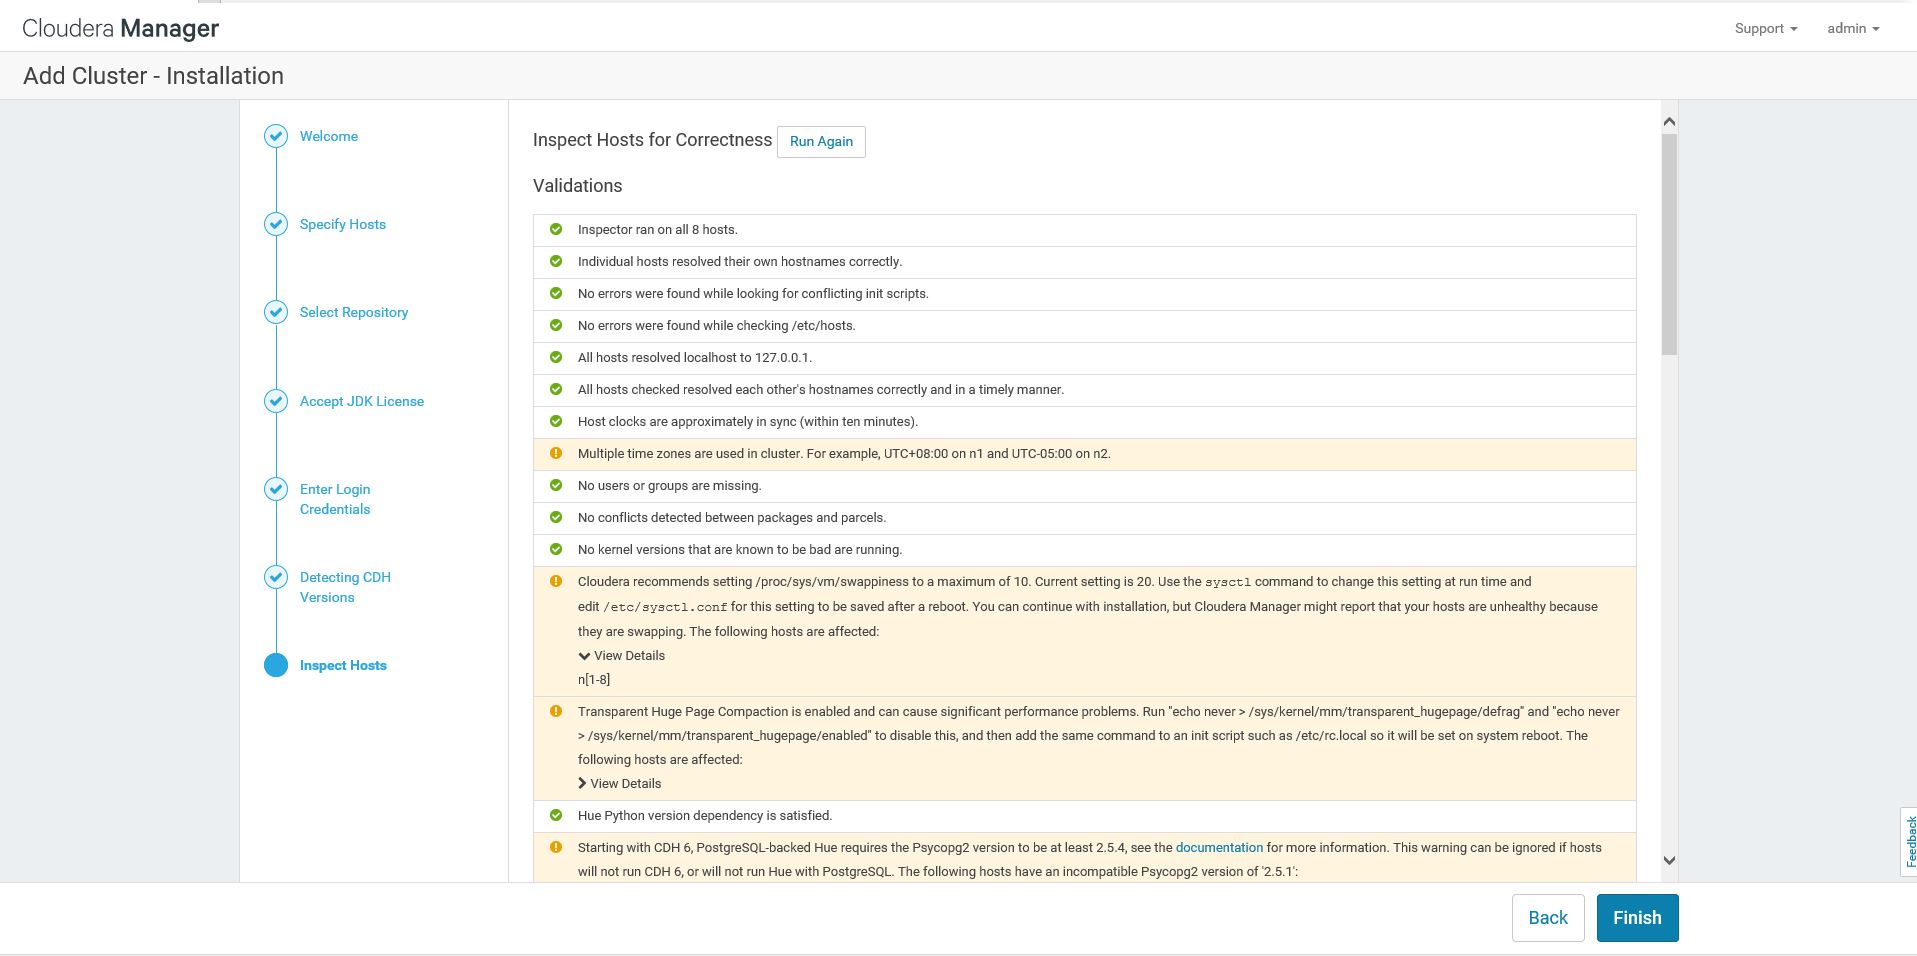 Cloudera Manager
Support
admin
Add Cluster - Installation
Welcome
Specify Hosts
Select Repository
Accept JDK License
Enter Login
Credentials
Detecting CDH
Versions
Inspect Hosts
Inspect Hosts for Correctness
Run Again
Validations
Inspector ran on all 8 hosts.
Individual hosts resolved their own hostnames correctly.
No errors were found while looking for conflicting init scripts.
No errors were found while checking /etc/hosts.
All hosts resolved localhost to 127.0.0.1.
All hosts checked resolved each other's hostnames correctly and in a timely manner.
Host clocks are approximately in sync (within ten minutes).
Multiple time zones are used in cluster. For example, UTC+08:00 on n1 and UTC-05:00 on n2.
No users or groups are missing.
No conflicts detected between packages and parcels.
No kernel versions that are known to be bad are running.
Cloudera recommends setting /proc/sys/vm/swappiness to a maximum of 10. Current setting is 20. Use the sysctl command to change this setting at run time and
edit /etc/sysctl.conf for this setting to be saved after a reboot. You can continue with installation, but Cloudera Manager might report that your hosts are unhealthy because
they are swapping. The following hosts are affected:
View Details
n[1-8]
Transparent Huge Page Compaction is enabled and can cause significant performance problems. Run "echo never > /sys/kernel/mm/transparent_hugepage/defrag" and "echo never
> /sys/kernel/mm/transparent_hugepage/enabled" to disable this, and then add the same command to an init script such as /etc/rc.local so it will be set on system reboot. The
following hosts are affected:
View Details
Hue Python version dependency is satisfied.
Starting with CDH 6, PostgreSQL-backed Hue requires the Psycopg2 version to be at least 2.5.4, see the documentation for more information. This warning can be ignored if hosts
will not run CDH 6, or will not run Hue with PostgreSQL. The following hosts have an incompatible Psycopg2 version of '2.5.1':
Feedback
Back
Finish